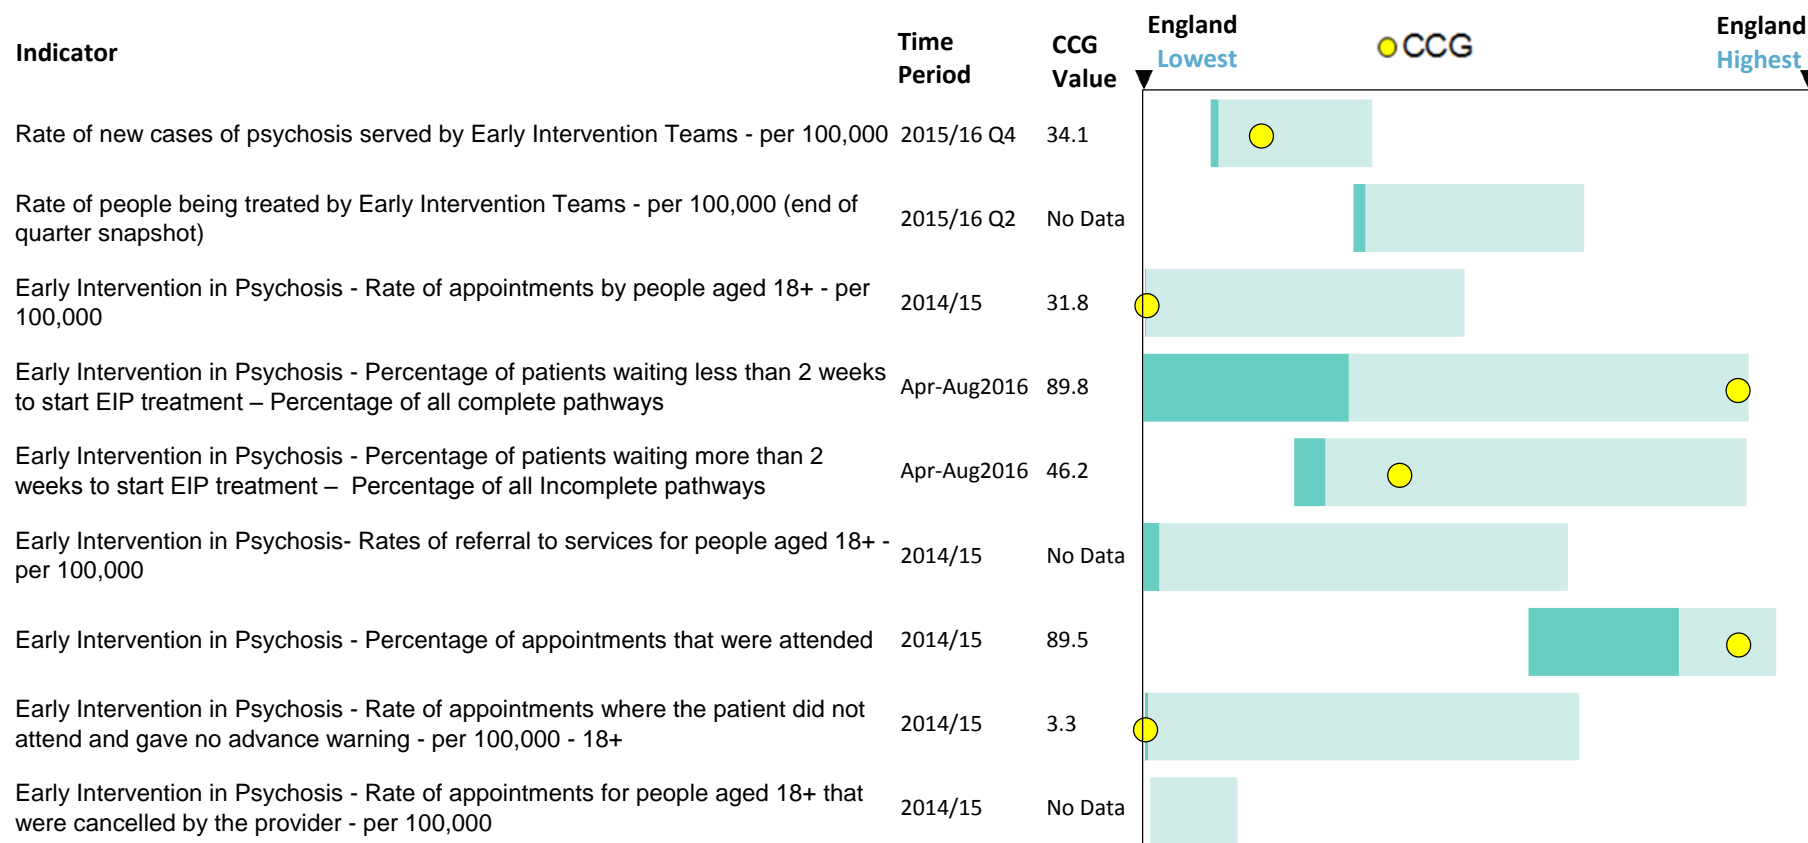 Indicator
Time
Period
CCG
Value
England
Lowest
CCG
England
Highest
Rate of new cases of psychosis served by Early Intervention Teams - per 100,000 2015/16 Q4 34.1
Rate of people being treated by Early Intervention Teams - per 100,000 (end of
quarter snapshot)
2015/16 Q2 No Data
Early Intervention in Psychosis - Rate of appointments by people aged 18+ - per
100,000
2014/15 31.8
Early Intervention in Psychosis - Percentage of patients waiting less than 2 weeks
to start EIP treatment – Percentage of all complete pathways
Apr-Aug2016 89.8
Early Intervention in Psychosis - Percentage of patients waiting more than 2
weeks to start EIP treatment – Percentage of all Incomplete pathways
Apr-Aug2016 46.2
Early Intervention in Psychosis- Rates of referral to services for people aged 18+ -
per 100,000
2014/15 No Data
Early Intervention in Psychosis - Percentage of appointments that were attended 2014/15 89.5
Early Intervention in Psychosis - Rate of appointments where the patient did not
attend and gave no advance warning - per 100,000 - 18+
2014/15 3.3
Early Intervention in Psychosis - Rate of appointments for people aged 18+ that
were cancelled by the provider - per 100,000
2014/15 No Data